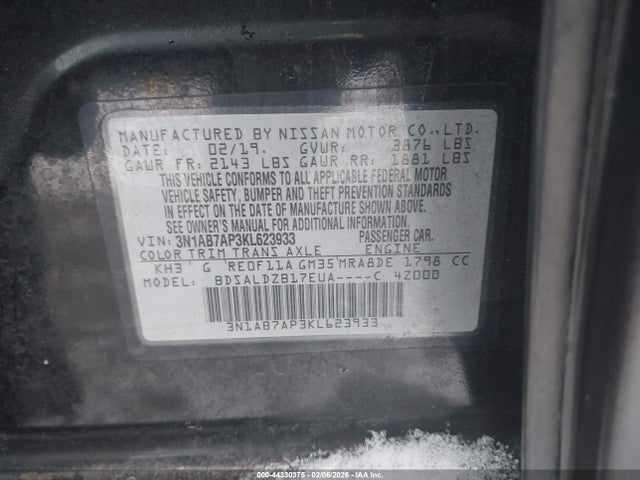 MANUFACTURED BY NISSAN MOTOR CO., LTD.
DATE: 02/19. GVWR: 3876 LBS
GAWR FR: 2143 LBS GAWR RR: 1881 LBS
THIS VEHICLE CONFORMS TO ALL APPLICABLE FEDERAL MOTOR
VEHICLE SAFETY, BUMPER AND THEFT PREVENTION STANDARDS
IN EFFECT ON THE DATE OF MANUFACTURE SHOWN ABOVE.
SEE OWNER'S MANUAL FOR ADDITIONAL INFORMATION.
VIN: 3N1AB7AP3KL623933 PASSENGER CAR.
COLOR TRIM TRANS AXLE ENGINE
KH3 G RE0F11A GM35 MRA8DE 1798 CC
MODEL: BDSALDZB17EUA----C 4Z000
3N1AB7AP3KL623933
000-44330375 - 02/06/2026 - IAA, Inc.